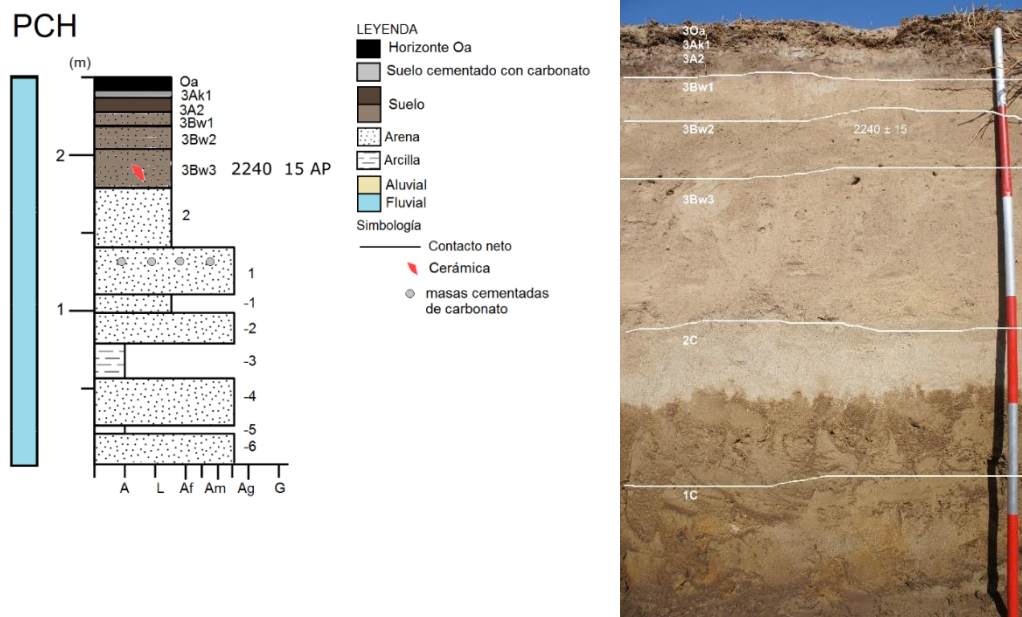 PCH
(m)
Oa
3Ak1
3A2
3Bw1
3Bw2
2
3Bw3 2240 15 AP
2
1
1
-1
-2
-3
-4
-5
-6
A L Af Am Ag G
LEYENDA
Horizonte Oa
Suelo cementado con carbonato
Suelo
Arena
Arcilla
Aluvial
Fluvial
Simbología
Contacto neto
Cerámica
masas cementadas
de carbonato
3Oa
3Ak1
3A2
3Bw1
3Bw2
2240 ± 15
3Bw3
2C
1C